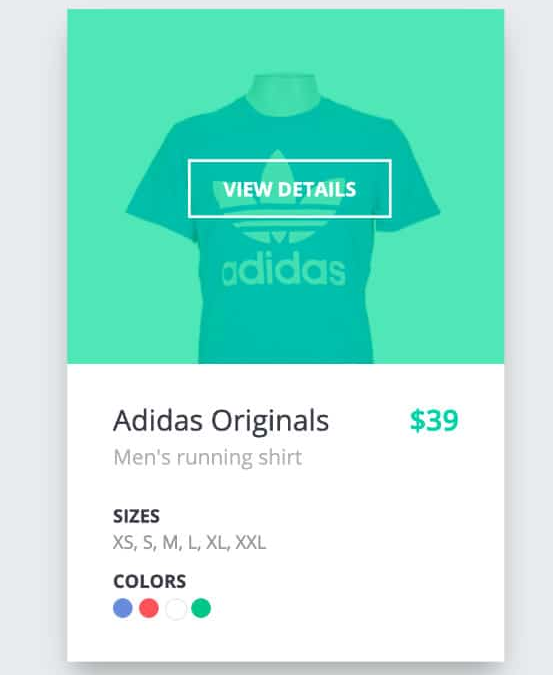 VIEW DETAILS
adidas
Adidas Originals
$39
Men's running shirt
SIZES
XS, S, M, L, XL, XXL
COLORS